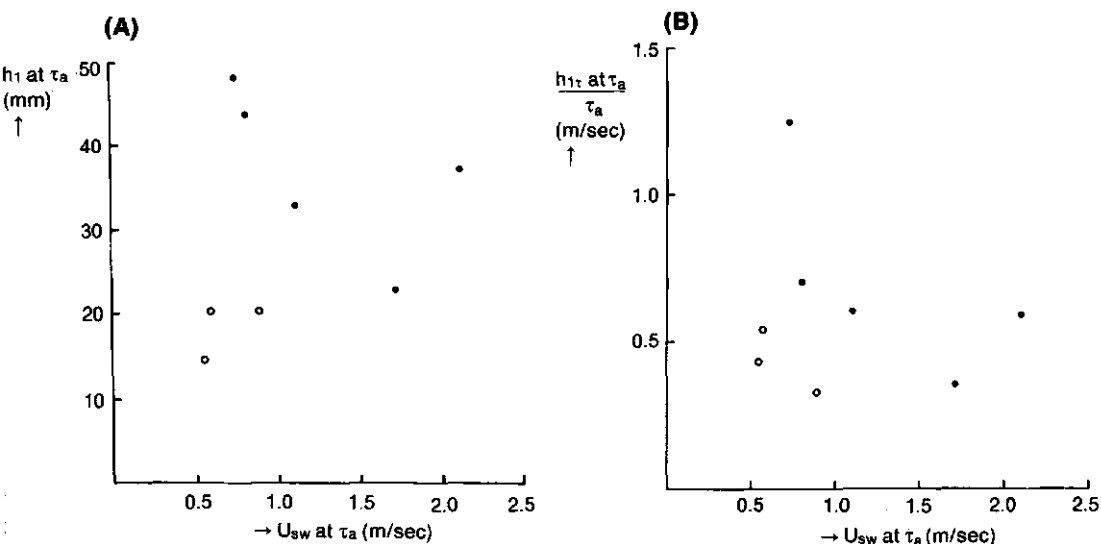 (A)
h1 at τa
(mm)
↑
50
40
30
20
10
0.5 1.0 1.5 2.0 2.5
→ Usw at τa (m/sec)
(B)
h1τ at τa
τa
(m/sec)
↑
1.5
1.0
0.5
0.5 1.0 1.5 2.0 2.5
→ Usw at τa (m/sec)